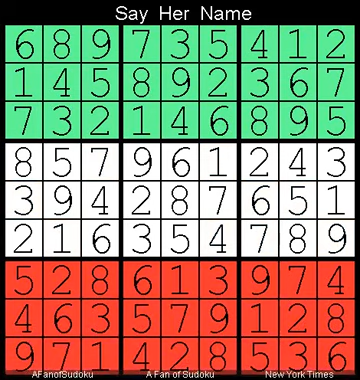 Say Her Name
6 8 9 7 3 5 4 1 2
1 4 5 8 9 2 3 6 7
7 3 2 1 4 6 8 9 5
8 5 7 9 6 1 2 4 3
3 9 4 2 8 7 6 5 1
2 1 6 3 5 4 7 8 9
5 2 8 6 1 3 9 7 4
4 6 3 5 7 9 1 2 8
9 7 1 4 2 8 5 3 6
AFanofSudoku A Fan of Sudoku New York Times